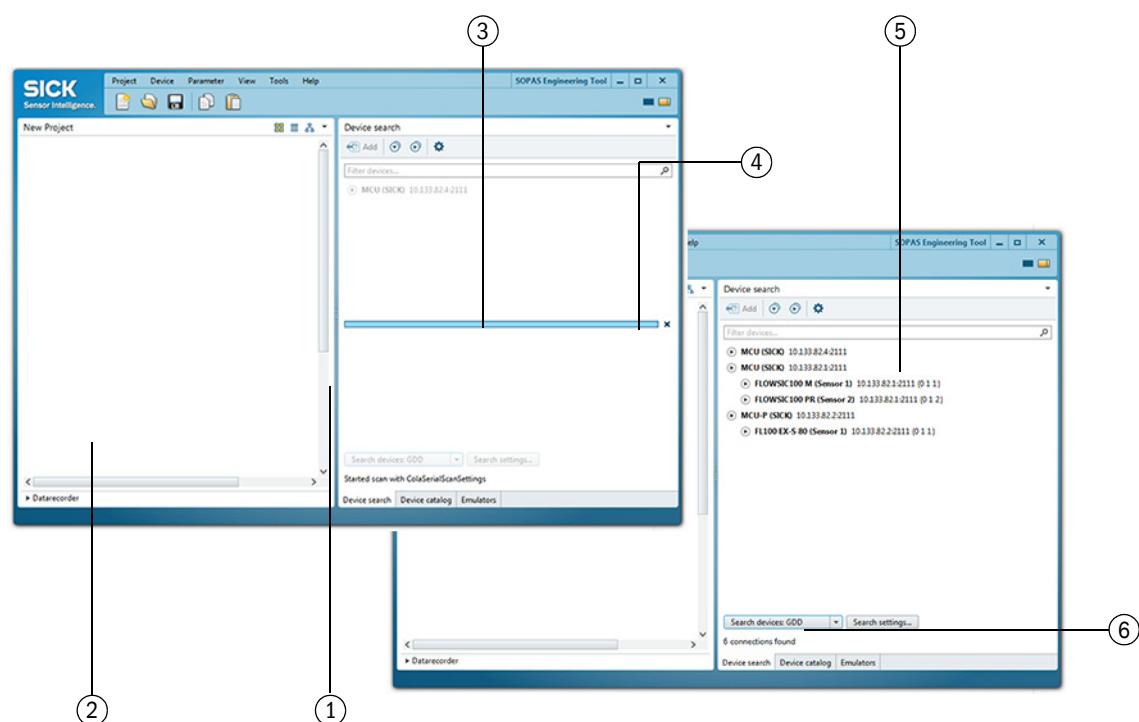 3
5
SICK
Sensor Intelligence.
Project Device Parameter View Tools Help
SOPAS Engineering Tool
New Project
Device search
Add
Filter devices...
MCU (SICK) 10.133.82.4:2111
4
Search devices: GDD Search settings...
Started scan with ColaSerialScanSettings
Datarecorder
Device search Device catalog Emulators
elp
SOPAS Engineering Tool
Device search
Add
Filter devices...
MCU (SICK) 10.133.82.4:2111
MCU (SICK) 10.133.82.1:2111
FLOWSIC100 M (Sensor 1) 10.133.82.1:2111 (0 1 1)
FLOWSIC100 PR (Sensor 2) 10.133.82.1:2111 (0 1 2)
MCU-P (SICK) 10.133.82.2:2111
FL100 EX-S 80 (Sensor 1) 10.133.82.2:2111 (0 1 1)
Search devices: GDD Search settings...
6
6 connections found
Datarecorder
Device search Device catalog Emulators
2
1